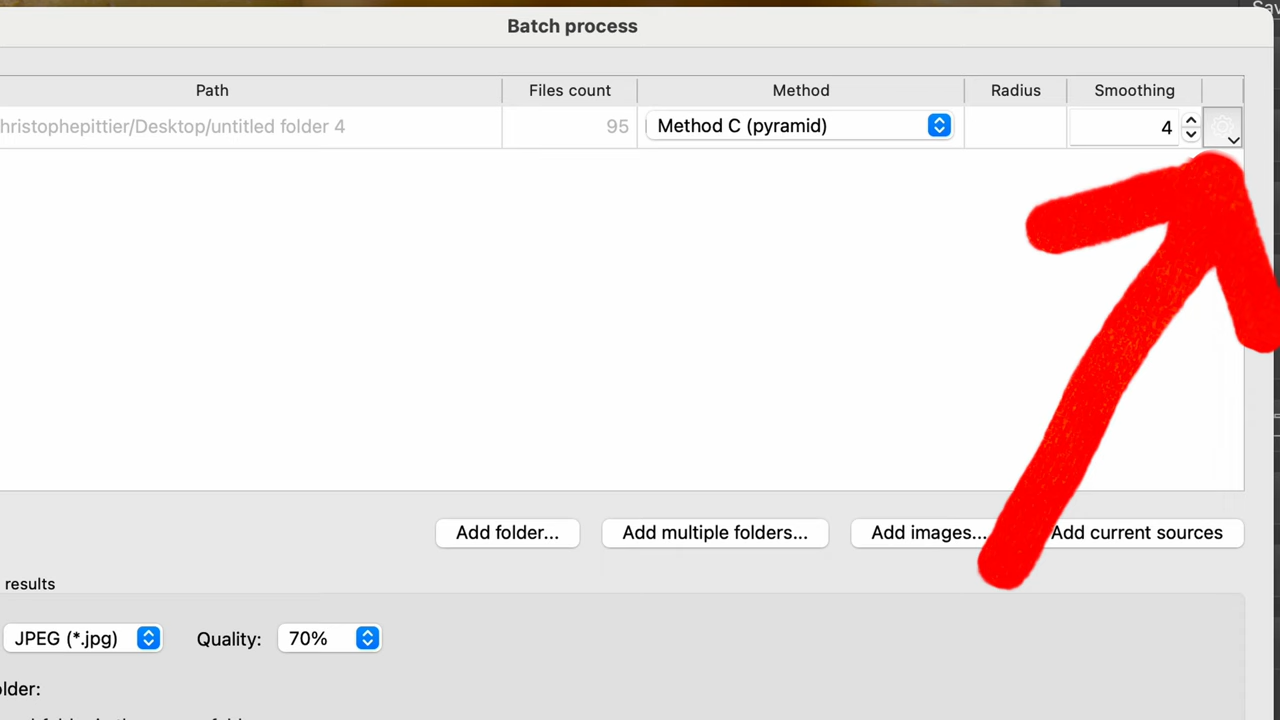 Sav
Batch process
Path Files count Method Radius Smoothing
hristophepittier/Desktop/untitled folder 4 95 Method C (pyramid) 4
Add folder... Add multiple folders... Add images... Add current sources
results
JPEG (*.jpg) Quality: 70%
older: